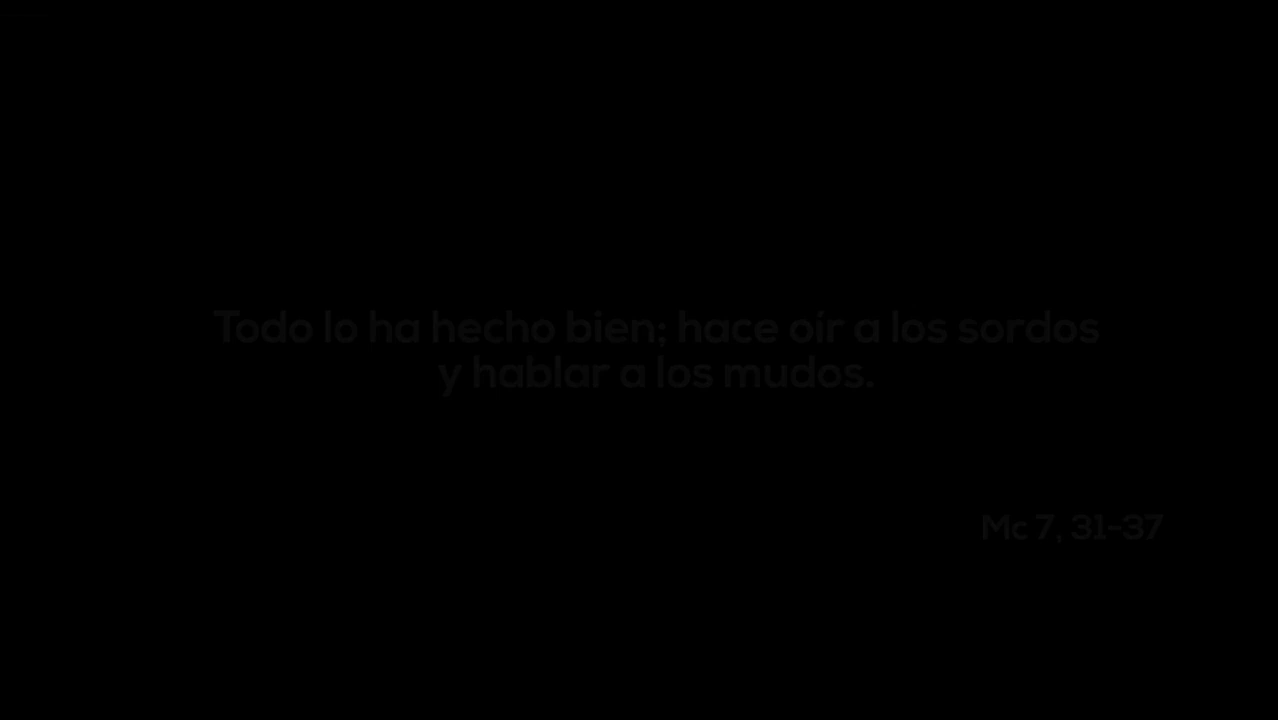 Todo lo ha hecho bien; hace oír a los sordos
y hablar a los mudos.
Mc 7, 31-37